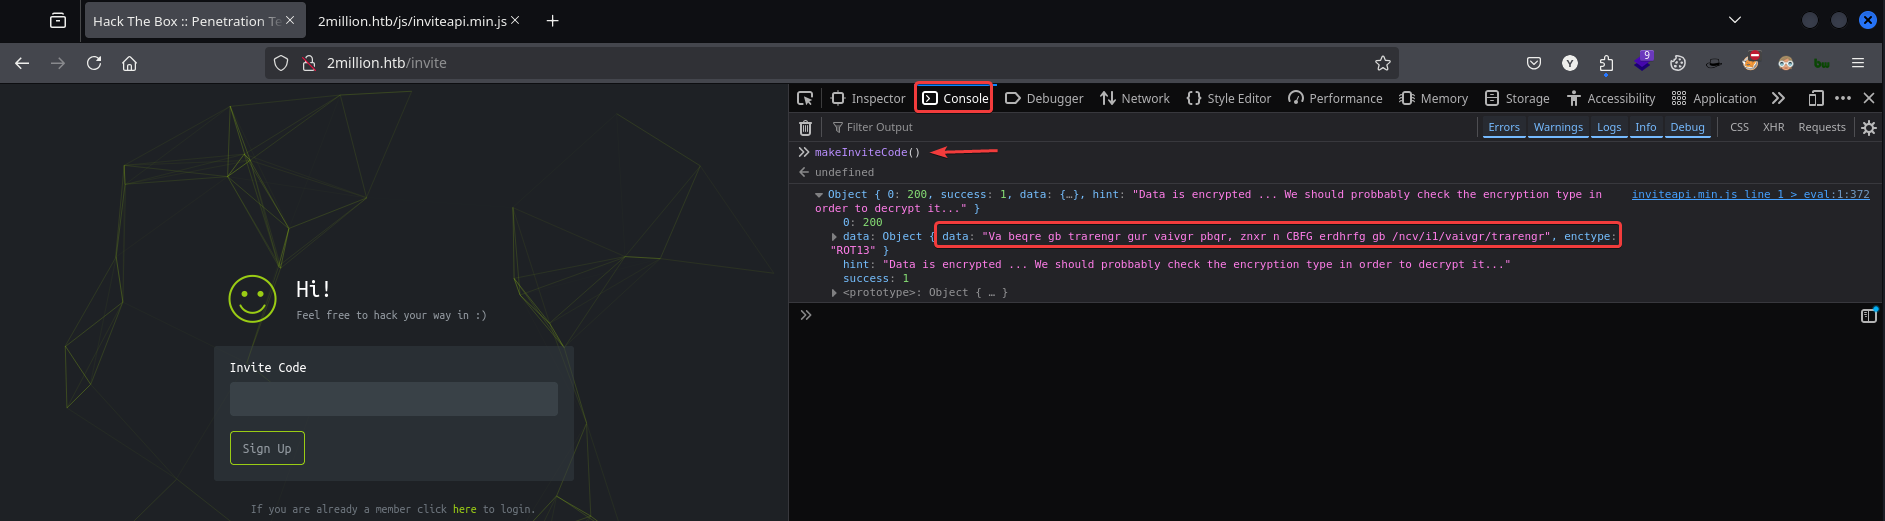 Hack The Box :: Penetration Te
2million.htb/js/inviteapi.min.js
2million.htb/invite
9
Y
Inspector
Console
Debugger
Network
Style Editor
Performance
Memory
Storage
Accessibility
Application
Filter Output
Errors
Warnings
Logs
Info
Debug
CSS
XHR
Requests
makeInviteCode()
undefined
Object { 0: 200, success: 1, data: {…}, hint: "Data is encrypted ... We should probbably check the encryption type in
inviteapi.min.js line 1 > eval:1:372
order to decrypt it..." }
0: 200
data: Object { data: "Va beqre gb trarengr gur vaivgr pbqr, znxr n CBFG erdhrfg gb /ncv/i1/vaivgr/trarengr", enctype:
"ROT13" }
hint: "Data is encrypted ... We should probbably check the encryption type in order to decrypt it..."
success: 1
<prototype>: Object { … }
Hi!
Feel free to hack your way in :)
Invite Code
Sign Up
If you are already a member click here to login.